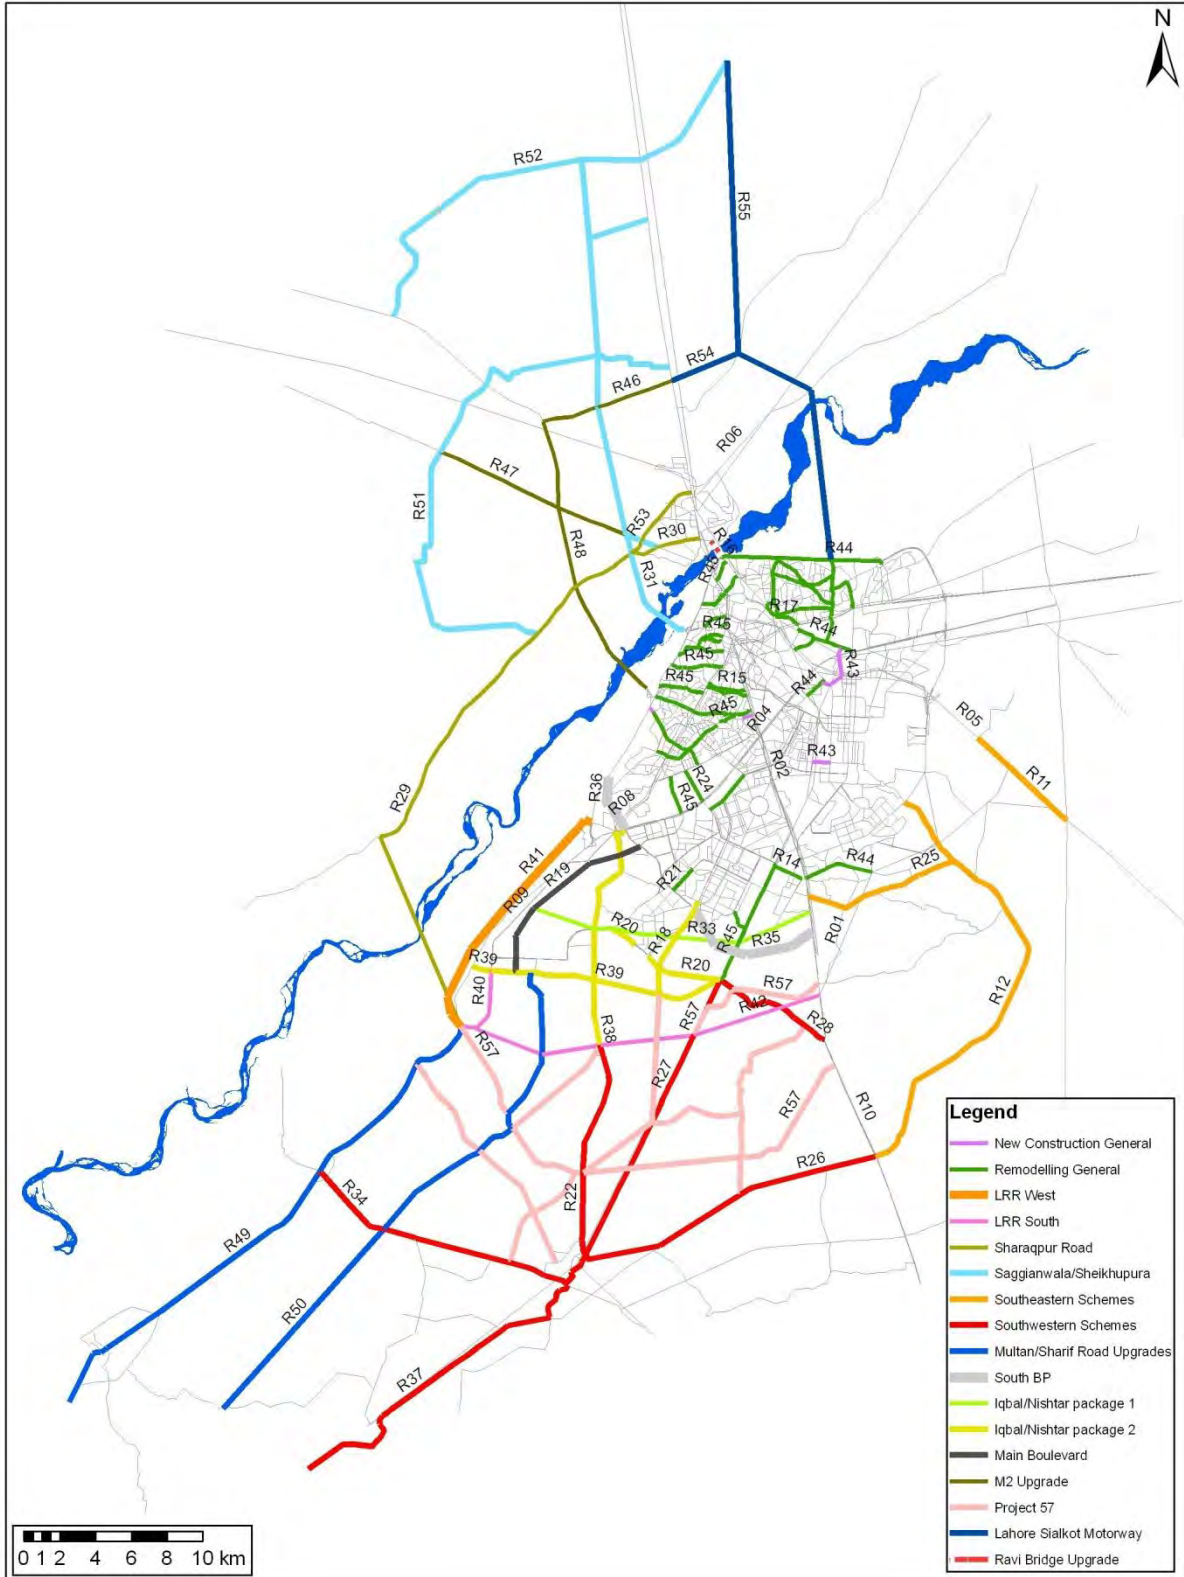 N
R52
R55
R54
R46
R06
R47
R51
R53
R30
R48
R31
R44
R45
R17
R45
R44
R45
R43
R45
R15
R44
R45
R04
R05
R43
R02
R11
R24
R36
R08
R45
R29
R41
R19
R14
R44
R25
R21
R09
R20
R33
R35
R01
R18
R45
R39
R20
R39
R12
R40
R57
R42
R28
R57
R38
R57
R27
R57
R10
R26
R22
R34
R49
R50
R37
Legend
New Construction General
Remodelling General
LRR West
LRR South
Sharaqpur Road
Saggianwala/Sheikhupura
Southeastern Schemes
Southwestern Schemes
Multan/Sharif Road Upgrades
South BP
Iqbal/Nishtar package 1
Iqbal/Nishtar package 2
Main Boulevard
M2 Upgrade
Project 57
Lahore Sialkot Motorway
Ravi Bridge Upgrade
0 1 2 4 6 8 10 km